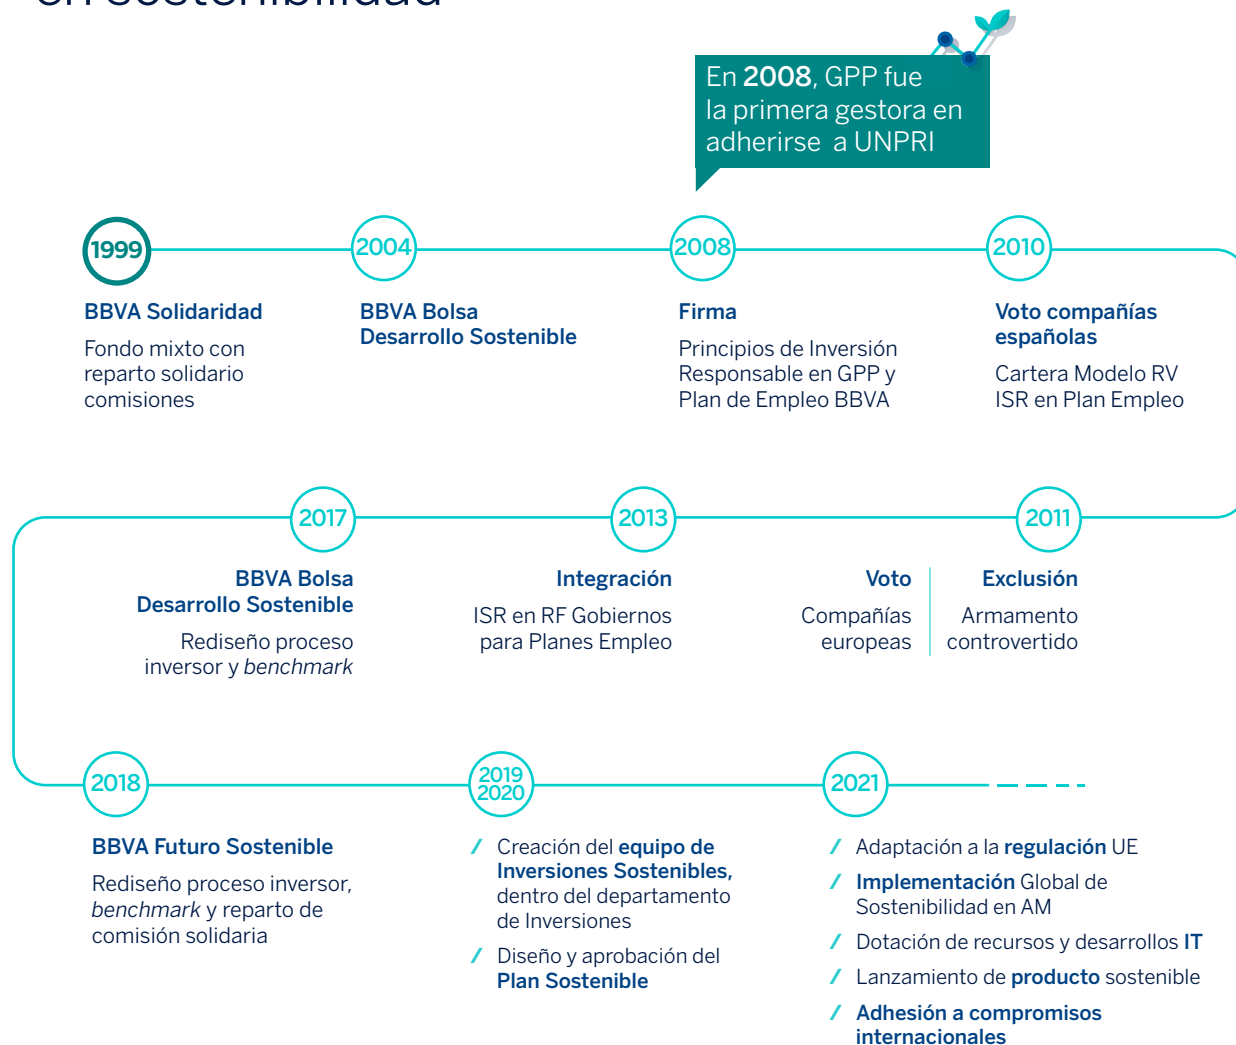 en sostenibilidad
En 2008, GPP fue
la primera gestora en
adherirse a UNPRI
1999
BBVA Solidaridad
Fondo mixto con
reparto solidario
comisiones
2004
BBVA Bolsa
Desarrollo Sostenible
2008
Firma
Principios de Inversión
Responsable en GPP y
Plan de Empleo BBVA
2010
Voto compañías
españolas
Cartera Modelo RV
ISR en Plan Empleo
2011
Voto
Compañías
europeas
Exclusión
Armamento
controvertido
2013
Integración
ISR en RF Gobiernos
para Planes Empleo
2017
BBVA Bolsa
Desarrollo Sostenible
Rediseño proceso
inversor y benchmark
2018
BBVA Futuro Sostenible
Rediseño proceso inversor,
benchmark y reparto de
comisión solidaria
2019
2020
/ Creación del equipo de
Inversiones Sostenibles,
dentro del departamento
de Inversiones
/ Diseño y aprobación del
Plan Sostenible
2021
/ Adaptación a la regulación UE
/ Implementación Global de
Sostenibilidad en AM
/ Dotación de recursos y desarrollos IT
/ Lanzamiento de producto sostenible
/ Adhesión a compromisos
internacionales